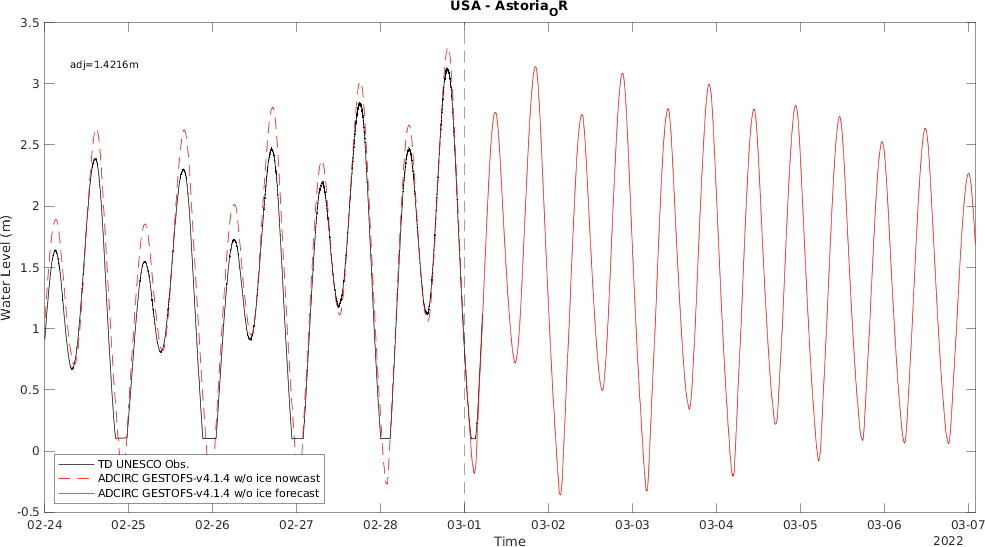 USA - Astoria_OR
3.5
adj=1.4216m
3
2.5
2
1.5
1
0.5
0
-0.5
Water Level (m)
TD UNESCO Obs.
ADCIRC GESTOFS-v4.1.4 w/o ice nowcast
ADCIRC GESTOFS-v4.1.4 w/o ice forecast
02-24 02-25 02-26 02-27 02-28 03-01 03-02 03-03 03-04 03-05 03-06 03-07
Time
2022